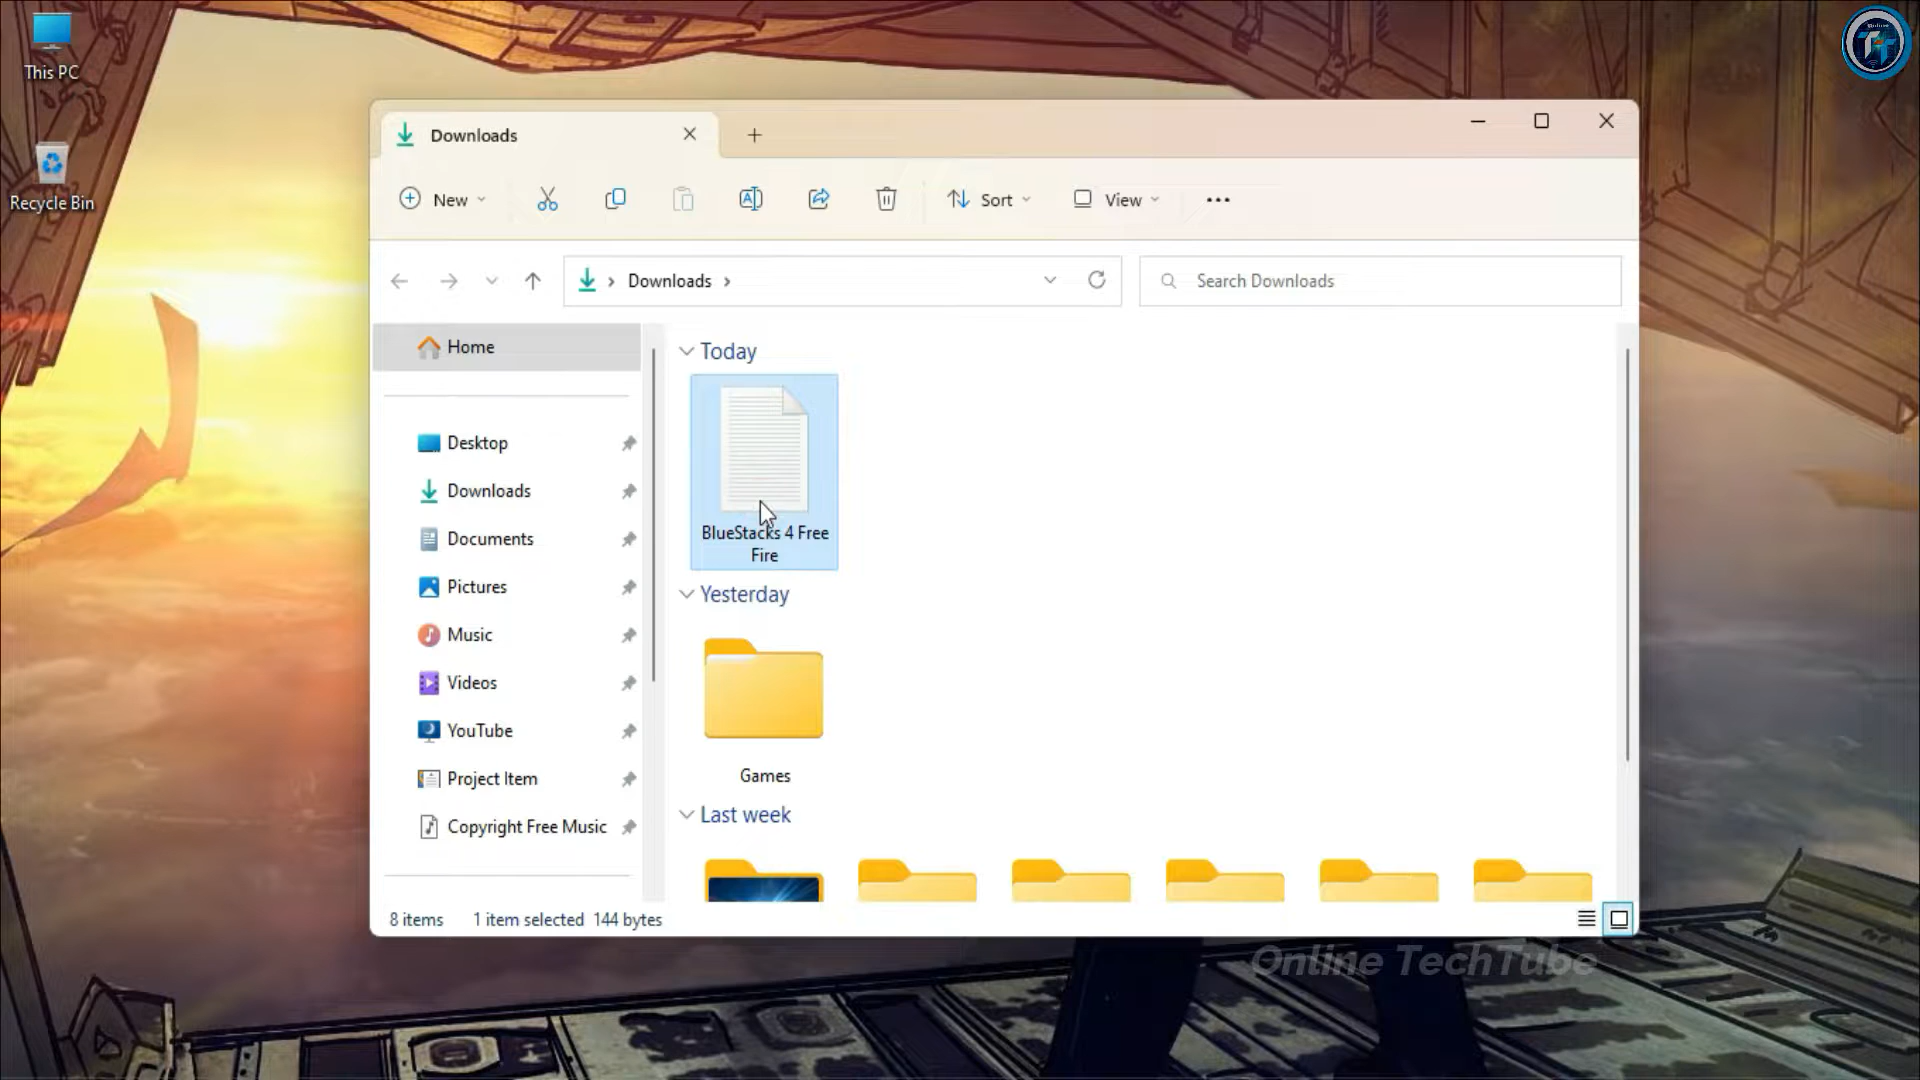 This PC
Recycle Bin
Downloads
New
Sort
View
Downloads
Search Downloads
Home
Desktop
Downloads
Documents
Pictures
Music
Videos
YouTube
Project Item
Copyright Free Music
Today
BlueStacks 4 Free
Fire
Yesterday
Games
Last week
8 items
1 item selected 144 bytes
Online TechTube